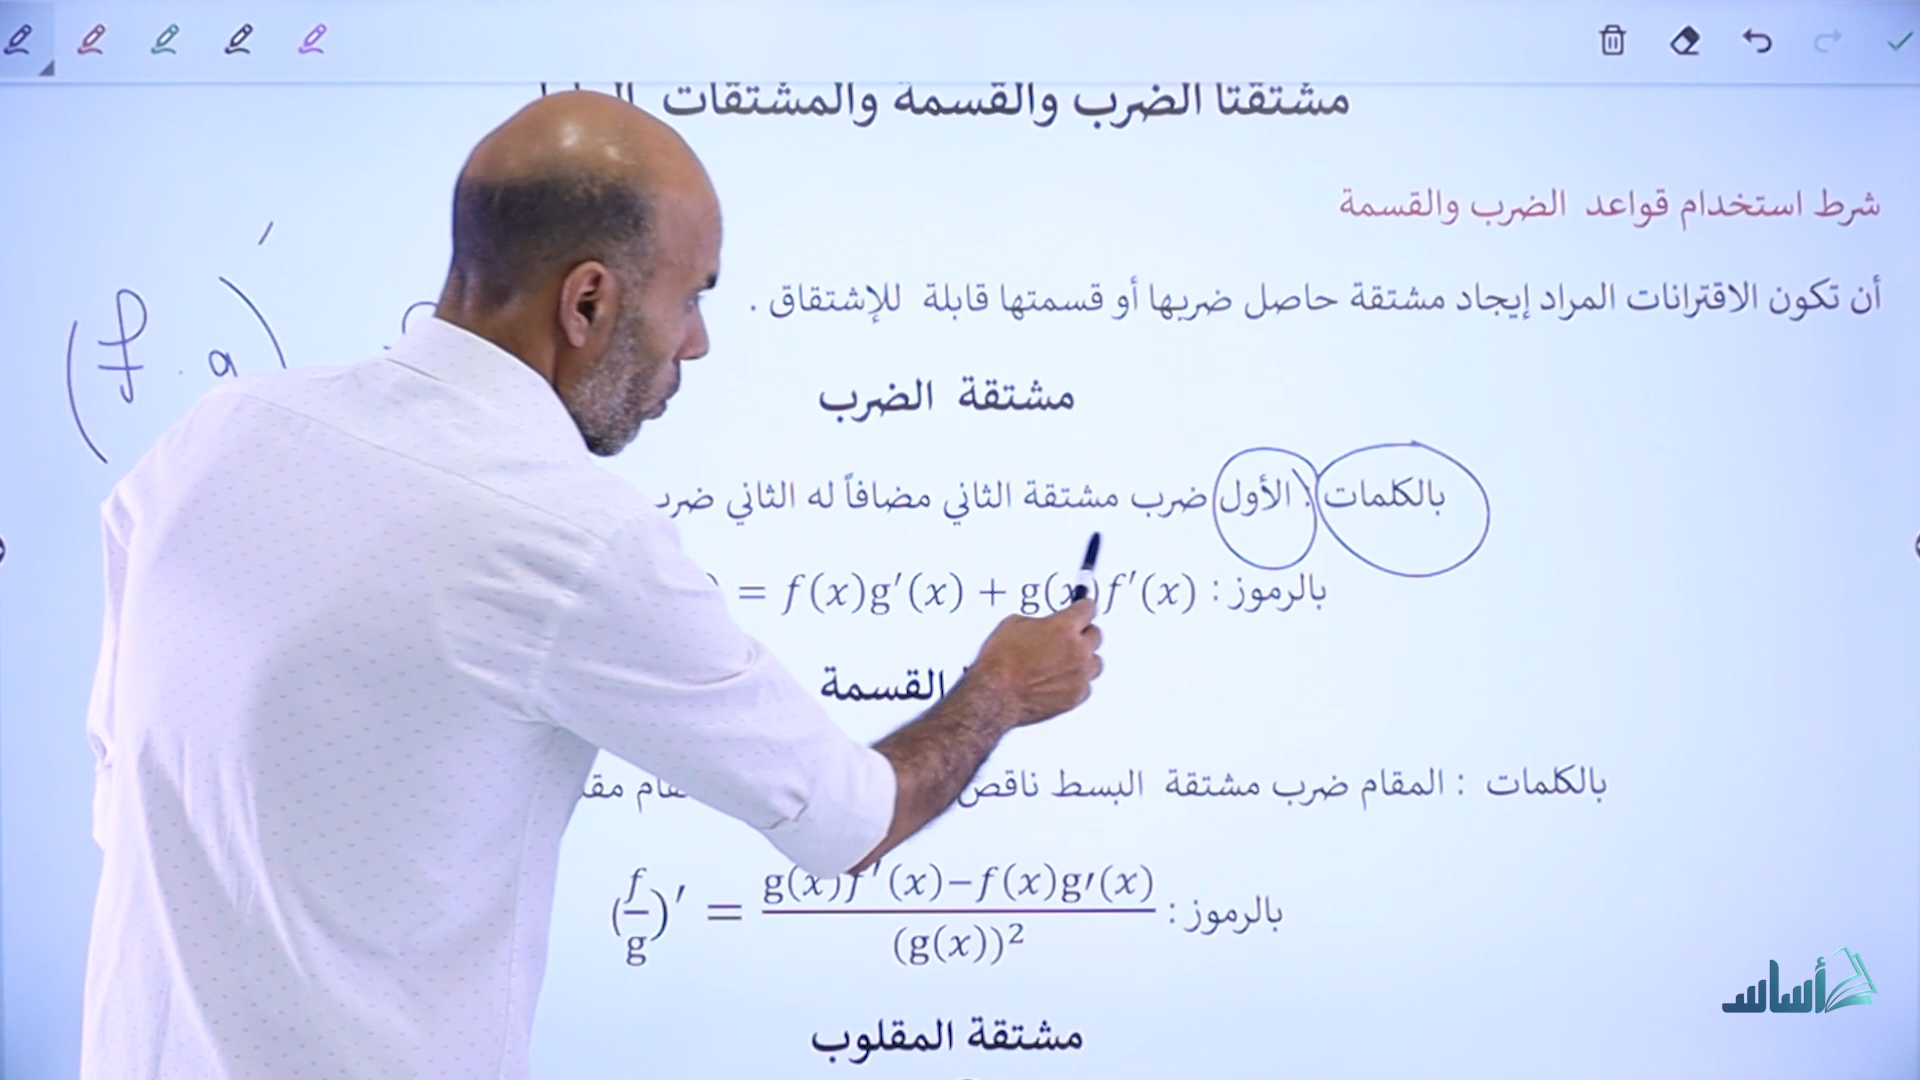 مشتقتا الضرب والقسمة والمشتقات
شرط استخدام قواعد الضرب والقسمة
أن تكون الاقترانات المراد إيجاد مشتقة حاصل ضربها أو قسمتها قابلة للإشتقاق .
(f . g)′
مشتقة الضرب
بالكلمات : الأول ضرب مشتقة الثاني مضافاً له الثاني
بالرموز : = f(x)g′(x) + g(x)f′(x)
القسمة
بالكلمات : المقام ضرب مشتقة البسط ناقص
بالرموز : (f/g)′ = g(x)f′(x)−f(x)g′(x) / (g(x))²
مشتقة المقلوب
أساس